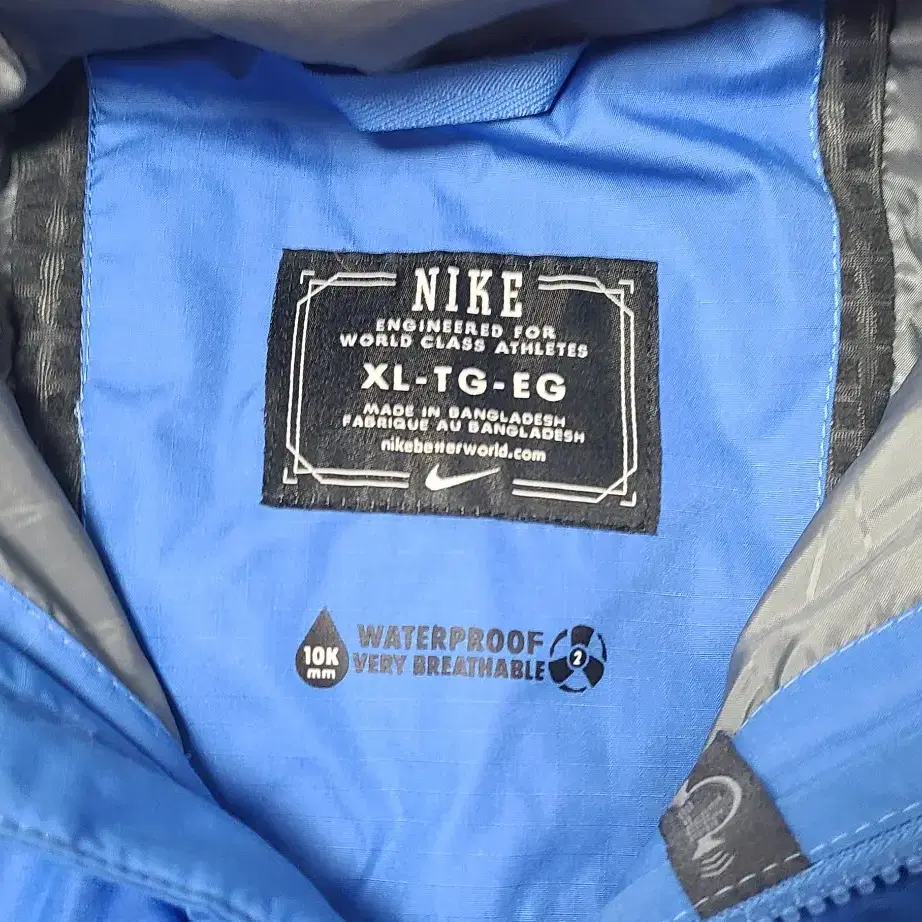 NIKE
ENGINEERED FOR
WORLD CLASS ATHLETES
XL-TG-EG
MADE IN BANGLADESH
FABRIQUE AU BANGLADESH
nikebetterworld.com
10K
mm
WATERPROOF
VERY BREATHABLE
2